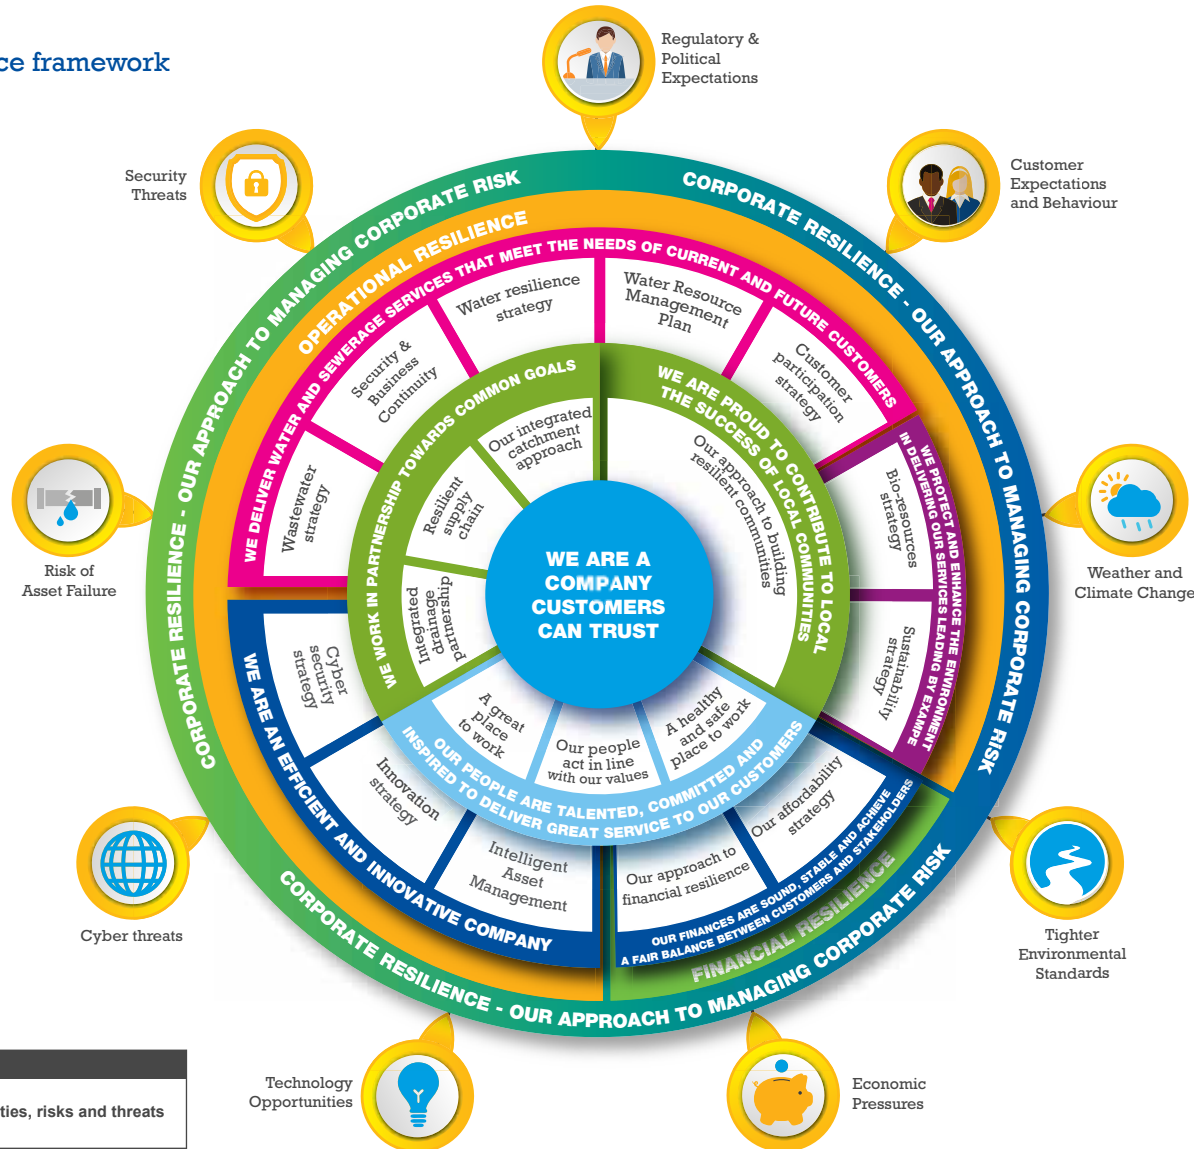 ce framework
Regulatory &
Political
Expectations
Security
Threats
Customer
Expectations
and Behaviour
CORPORATE RESILIENCE - OUR APPROACH TO MANAGING CORPORATE RISK
CORPORATE RESILIENCE - OUR APPROACH TO MANAGING CORPORATE RISK
OPERATIONAL RESILIENCE
WE DELIVER WATER AND SEWERAGE SERVICES THAT MEET THE NEEDS OF CURRENT AND FUTURE CUSTOMERS
Wastewater
strategy
Security &
Business
Continuity
Water resilience
strategy
Water Resource
Management
Plan
Customer
participation
strategy
WE WORK IN PARTNERSHIP TOWARDS COMMON GOALS
Our integrated
catchment
approach
Resilient
supply
chain
Integrated
drainage
partnership
WE ARE PROUD TO CONTRIBUTE TO LOCAL
THE SUCCESS OF LOCAL COMMUNITIES
Our approach to building
resilient communities
WE PROTECT AND ENHANCE THE ENVIRONMENT
IN DELIVERING OUR SERVICES LEADING BY EXAMPE
Bio-resources
strategy
Sustainability
strategy
WE ARE A
COMPANY
CUSTOMERS
CAN TRUST
Risk of
Asset Failure
Weather and
Climate Change
WE ARE AN EFFICIENT AND INNOVATIVE COMPANY
Cyber
security
strategy
Innovation
strategy
Intelligent
Asset
Management
A great
place
to work
Our people
act in line
with our values
A healthy
and safe
place to work
OUR PEOPLE ARE TALENTED, COMMITTED AND
INSPIRED TO DELIVER GREAT SERVICE TO OUR CUSTOMERS
Our affordability
strategy
Our approach to
financial resilience
OUR FINANCES ARE SOUND, STABLE AND ACHIEVE
A FAIR BALANCE BETWEEN CUSTOMERS AND STAKEHOLDERS
FINANCIAL RESILIENCE
CORPORATE RESILIENCE - OUR APPROACH TO MANAGING CORPORATE RISK
Cyber threats
Tighter
Environmental
Standards
Technology
Opportunities
Economic
Pressures
ties, risks and threats